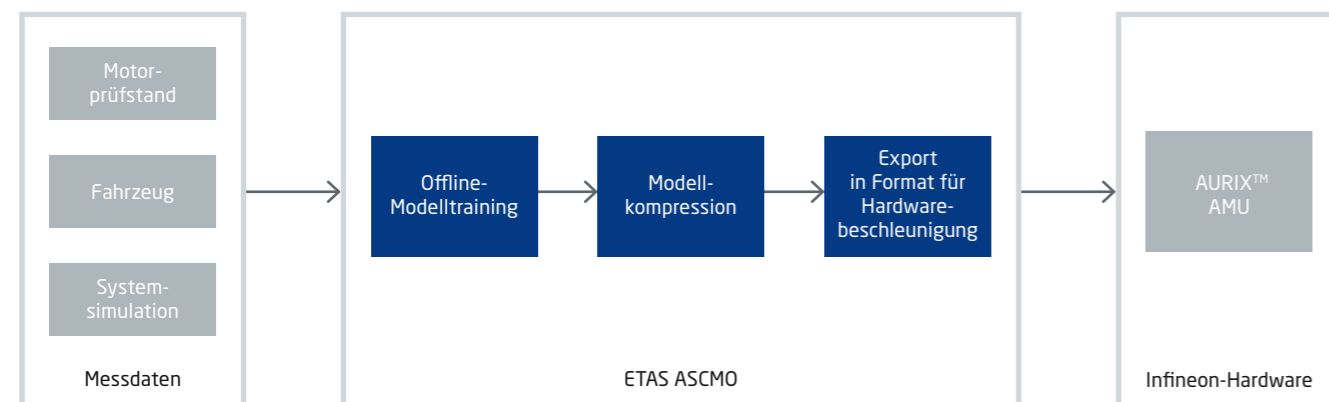 Motor-
prüfstand
Fahrzeug
System-
simulation
Messdaten
Offline-
Modelltraining
Modell-
kompression
Export
in Format für
Hardware-
beschleunigung
ETAS ASCMO
AURIX™
AMU
Infineon-Hardware